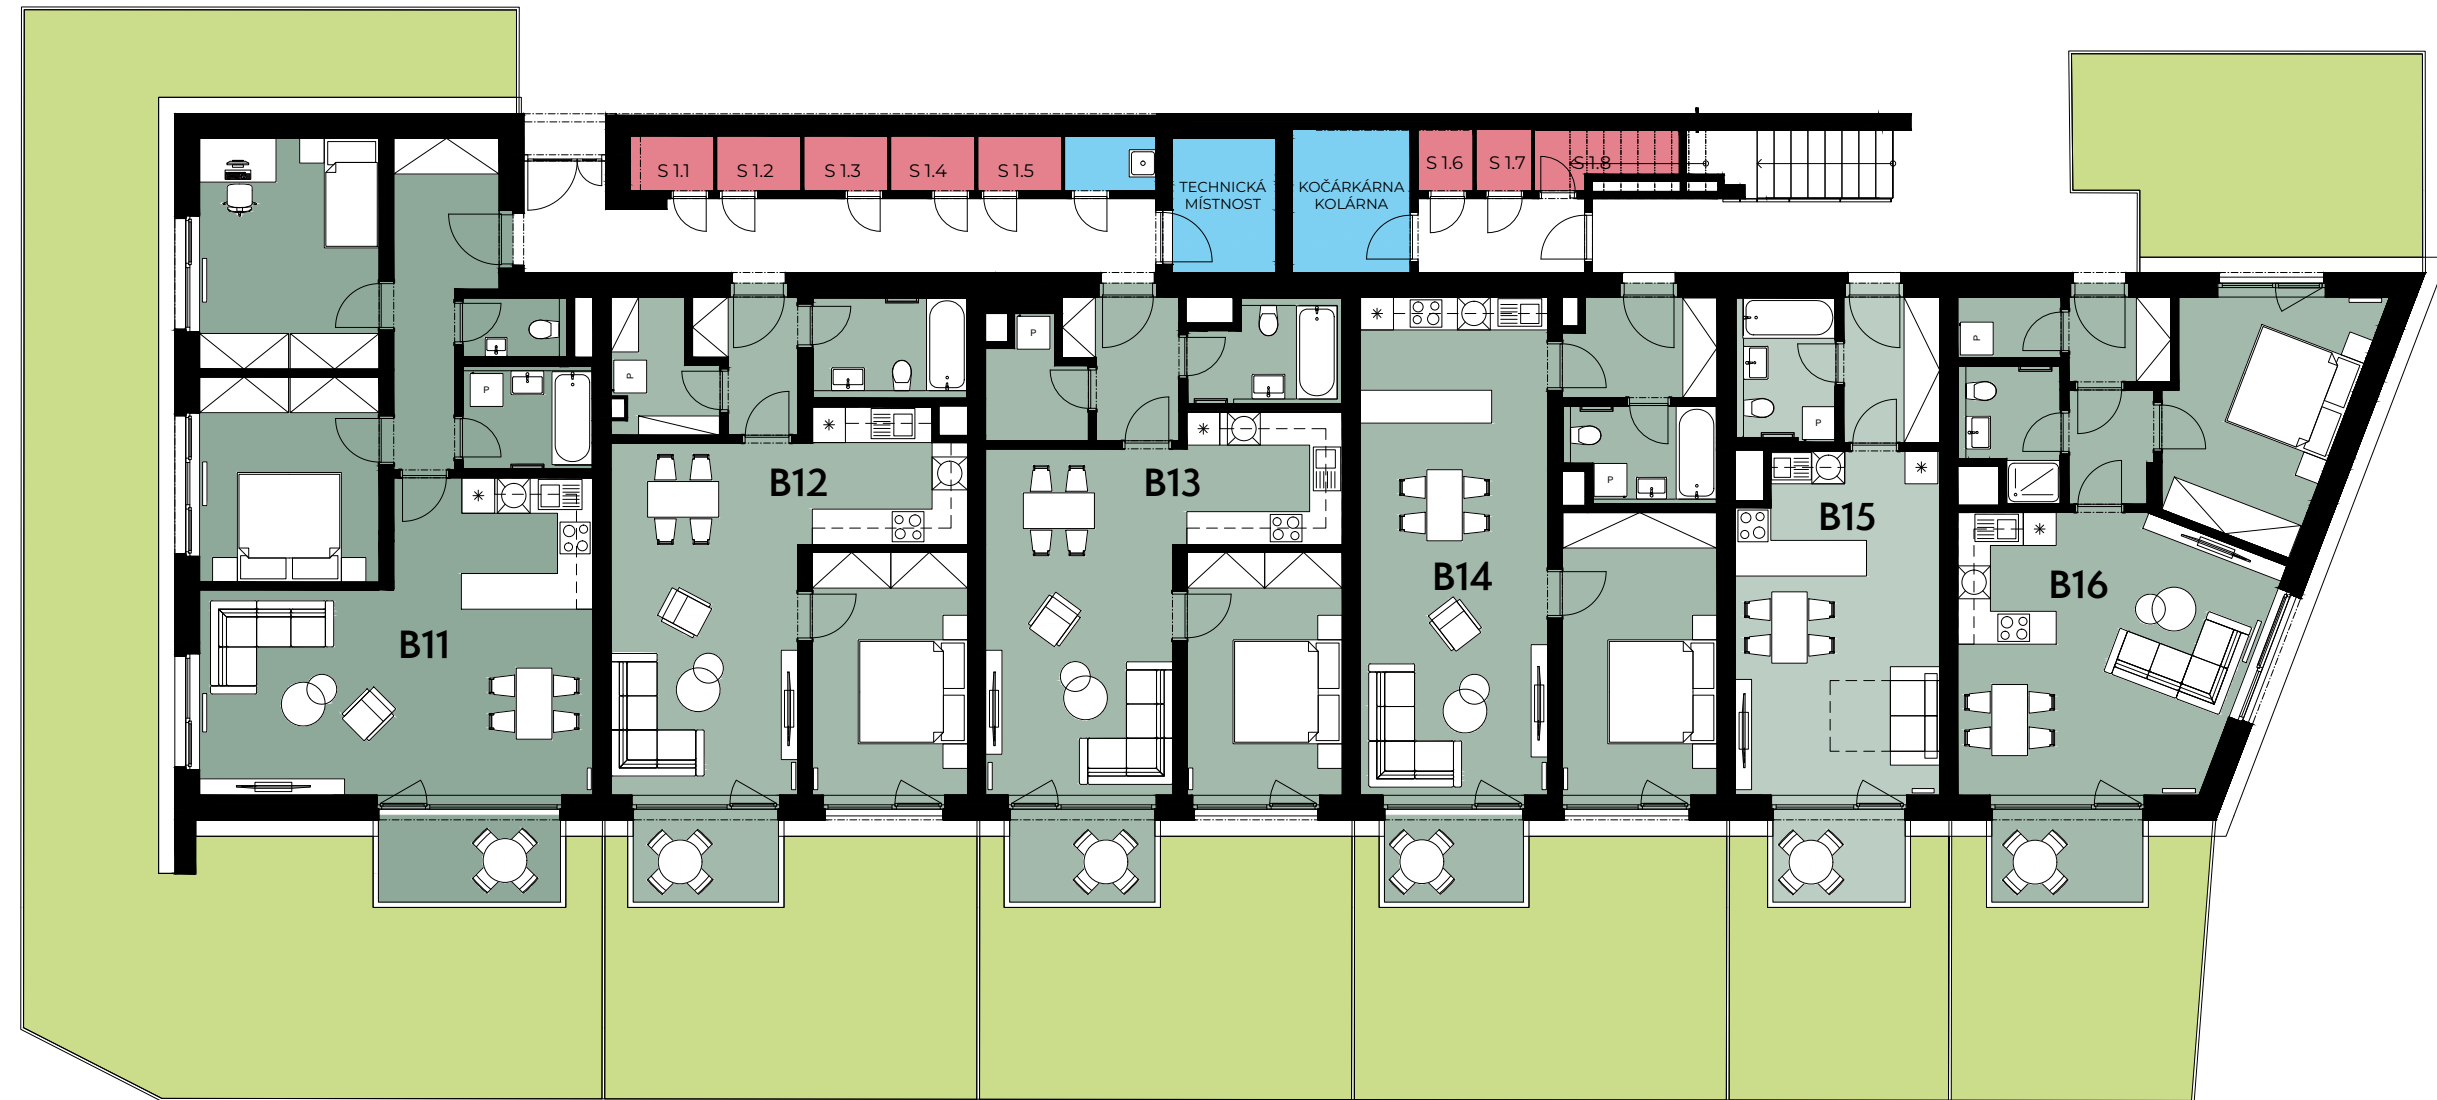 S 1.1
S 1.2
S 1.3
S 1.4
S 1.5
TECHNICKÁ
MÍSTNOST
KOČÁRKÁRNA
KOLÁRNA
S 1.6
S 1.7
S 1.8
P
P
P
P
P
P
B11
B12
B13
B14
B15
B16